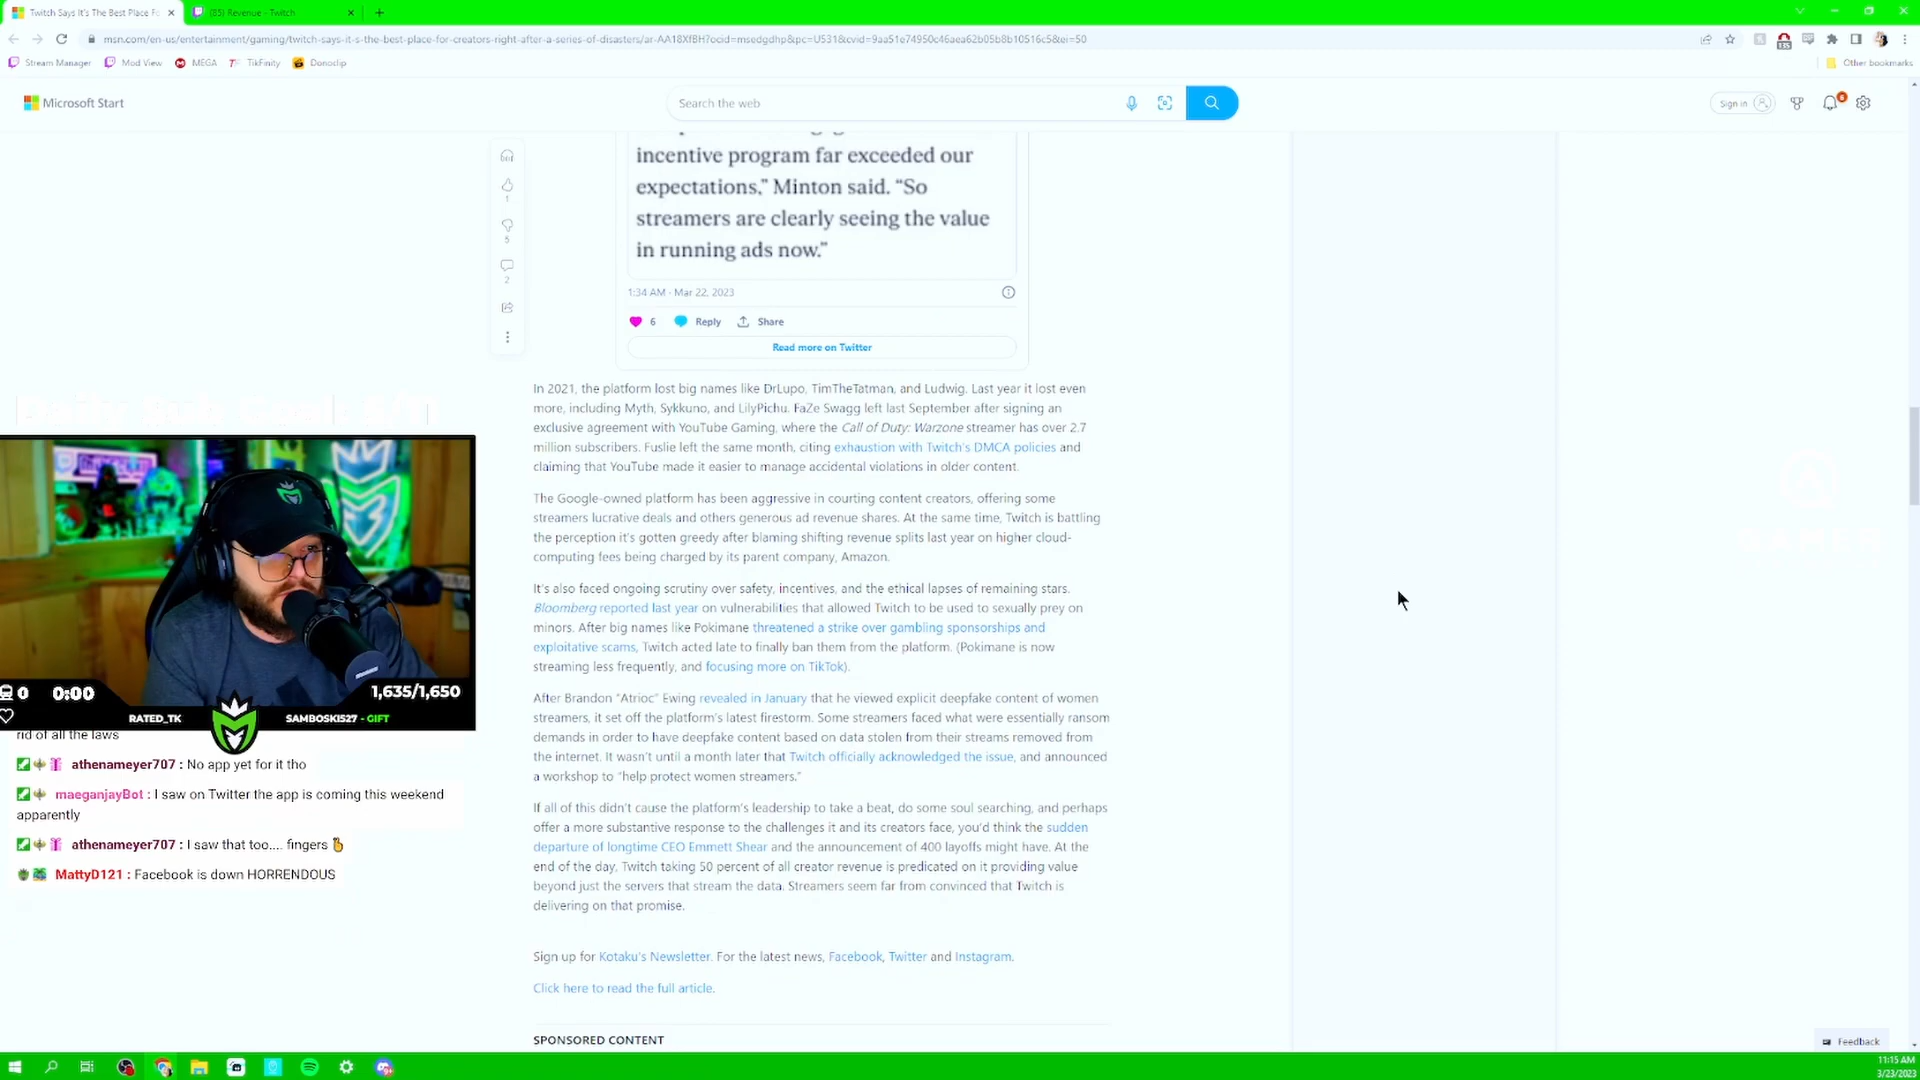 Twitch Says It's The Best Place Fo
(85) Revenue - Twitch
msn.com/en-us/entertainment/gaming/twitch-says-it-s-the-best-place-for-creators-right-after-a-series-of-disasters/ar-AA18XfBH?ocid=msedgdhp&pc=U531&cvid=9aa51e74950c46aea62b05b8b10516c5&ei=50
Stream Manager
Mod View
MEGA
TikFinity
Donoclip
Other bookmarks
Microsoft Start
Search the web
Sign in
6
incentive program far exceeded our
expectations,” Minton said. “So
streamers are clearly seeing the value
in running ads now.”
1
5
2
1:34 AM · Mar 22, 2023
6
Reply
Share
Read more on Twitter
In 2021, the platform lost big names like DrLupo, TimTheTatman, and Ludwig. Last year it lost even
more, including Myth, Sykkuno, and LilyPichu. FaZe Swagg left last September after signing an
exclusive agreement with YouTube Gaming, where the Call of Duty: Warzone streamer has over 2.7
million subscribers. Fuslie left the same month, citing exhaustion with Twitch’s DMCA policies and
claiming that YouTube made it easier to manage accidental violations in older content.
The Google-owned platform has been aggressive in courting content creators, offering some
streamers lucrative deals and others generous ad revenue shares. At the same time, Twitch is battling
the perception it’s gotten greedy after blaming shifting revenue splits last year on higher cloud-
computing fees being charged by its parent company, Amazon.
It’s also faced ongoing scrutiny over safety, incentives, and the ethical lapses of remaining stars.
Bloomberg reported last year on vulnerabilities that allowed Twitch to be used to sexually prey on
minors. After big names like Pokimane threatened a strike over gambling sponsorships and
exploitative scams, Twitch acted late to finally ban them from the platform. (Pokimane is now
streaming less frequently, and focusing more on TikTok).
After Brandon “Atrioc” Ewing revealed in January that he viewed explicit deepfake content of women
streamers, it set off the platform’s latest firestorm. Some streamers faced what were essentially ransom
demands in order to have deepfake content based on data stolen from their streams removed from
the internet. It wasn’t until a month later that Twitch officially acknowledged the issue, and announced
a workshop to “help protect women streamers.”
If all of this didn’t cause the platform’s leadership to take a beat, do some soul searching, and perhaps
offer a more substantive response to the challenges it and its creators face, you’d think the sudden
departure of longtime CEO Emmett Shear and the announcement of 400 layoffs might have. At the
end of the day, Twitch taking 50 percent of all creator revenue is predicated on it providing value
beyond just the servers that stream the data. Streamers seem far from convinced that Twitch is
delivering on that promise.
Sign up for Kotaku's Newsletter. For the latest news, Facebook, Twitter and Instagram.
Click here to read the full article.
SPONSORED CONTENT
Feedback
Daily Sub Goal:
0
0:00
1,635/1,650
RATED_TK
SAMBOSKI527 - GIFT
rid of all the laws
athenameyer707 : No app yet for it tho
maeganjayBot : I saw on Twitter the app is coming this weekend
apparently
athenameyer707 : I saw that too.... fingers
MattyD121 : Facebook is down HORRENDOUS
GAMER
11:15 AM
3/23/2023